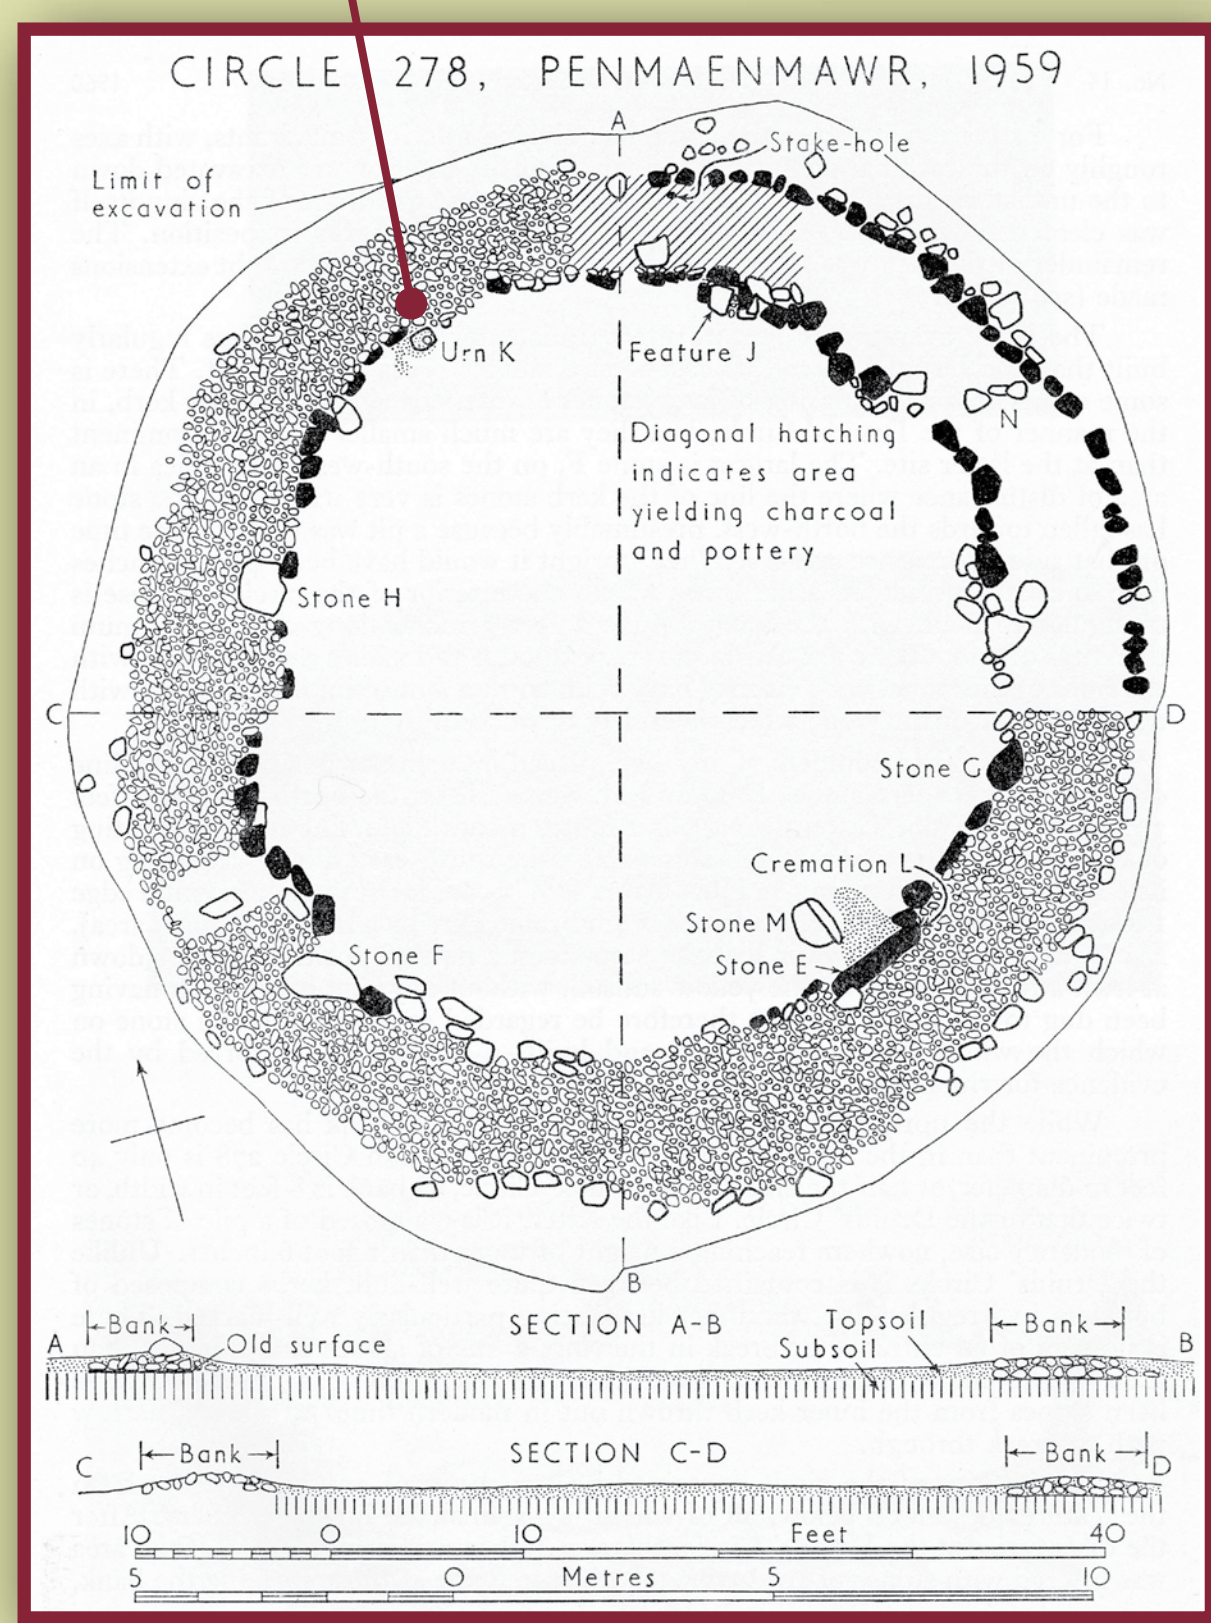 CIRCLE 278, PENMAENMAWR, 1959
A
Stake-hole
Limit of
excavation
Urn K
Feature J
N
Diagonal hatching
indicates area
yielding charcoal
and pottery
Stone H
C
D
Stone G
Cremation L
Stone M
Stone F
Stone E
B
SECTION A-B
Bank
Topsoil
Bank
A
Old surface
Subsoil
B
SECTION C-D
Bank
Bank
C
D
10 0 10 Feet 40
5 0 Metres 5 10